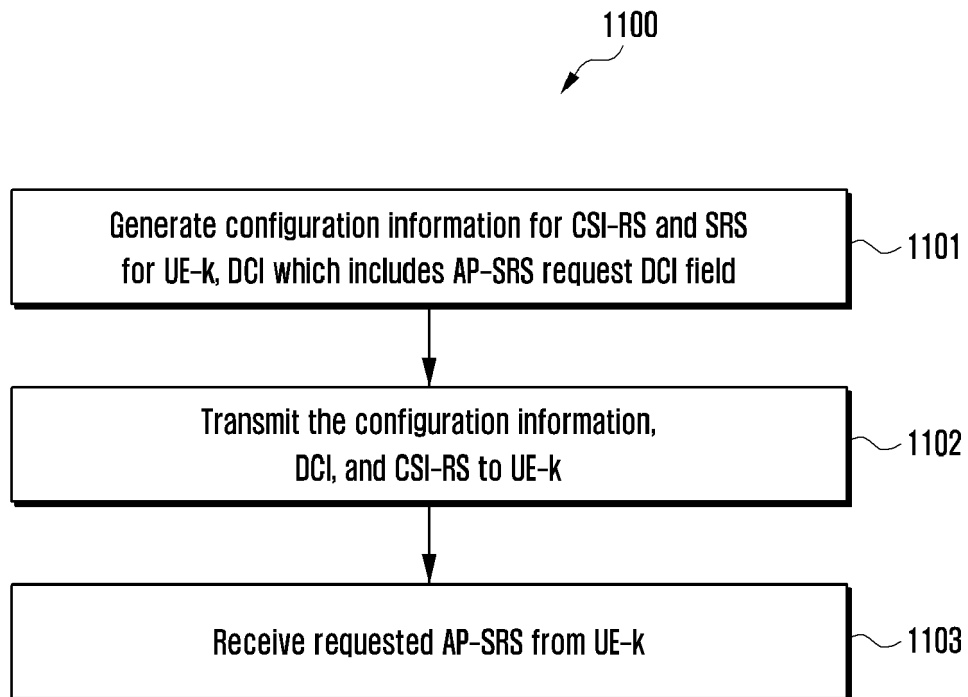 1100
Generate configuration information for CSI-RS and SRS
for UE-k, DCI which includes AP-SRS request DCI field
1101
Transmit the configuration information,
DCI, and CSI-RS to UE-k
1102
Receive requested AP-SRS from UE-k
1103